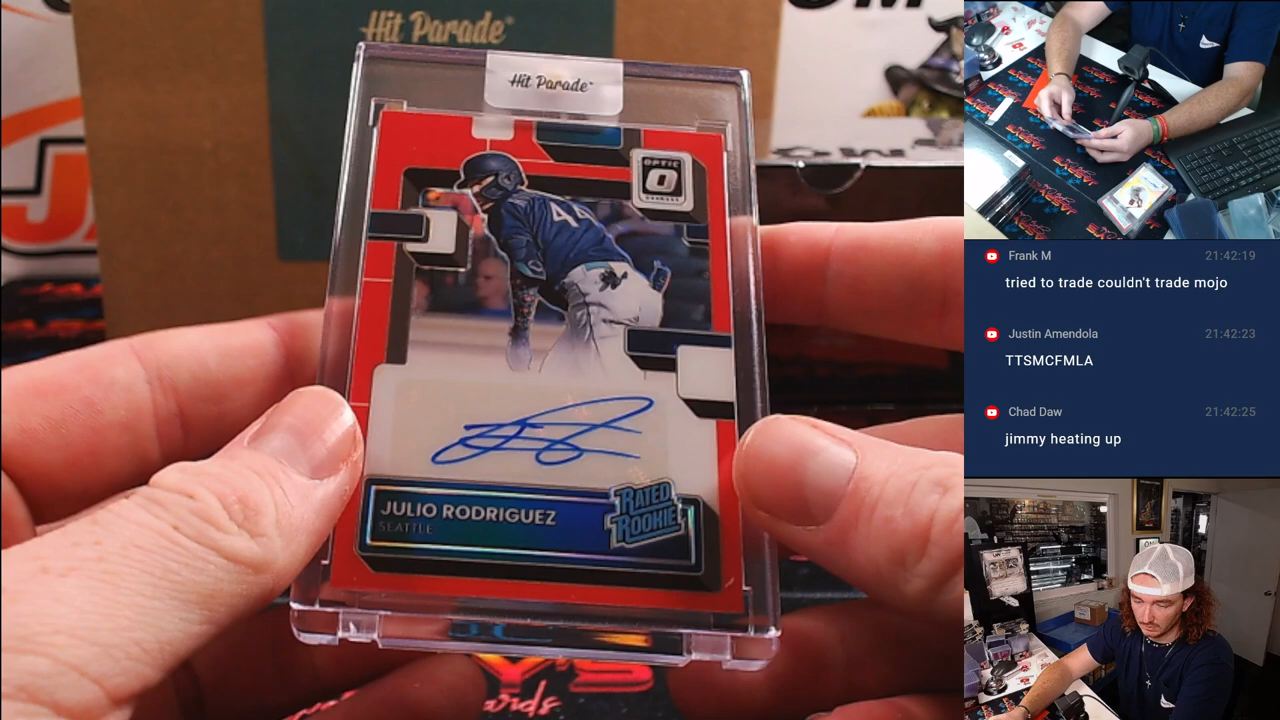 Hit Parade
Hit Parade
OPTIC
44
JULIO RODRIGUEZ
SEATTLE
RATED
ROOKIE
Frank M 21:42:19
tried to trade couldn't trade mojo
Justin Amendola 21:42:23
TTSMCFMLA
Chad Daw 21:42:25
jimmy heating up